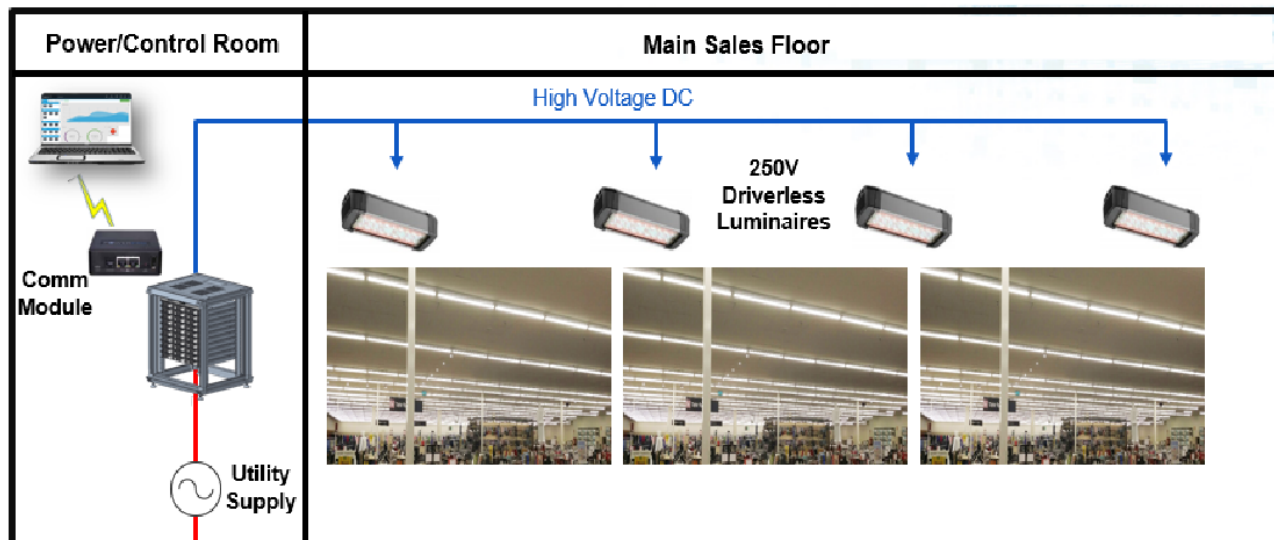 Power/Control Room
Main Sales Floor
High Voltage DC
250V
Driverless
Luminaires
Comm
Module
Utility
Supply